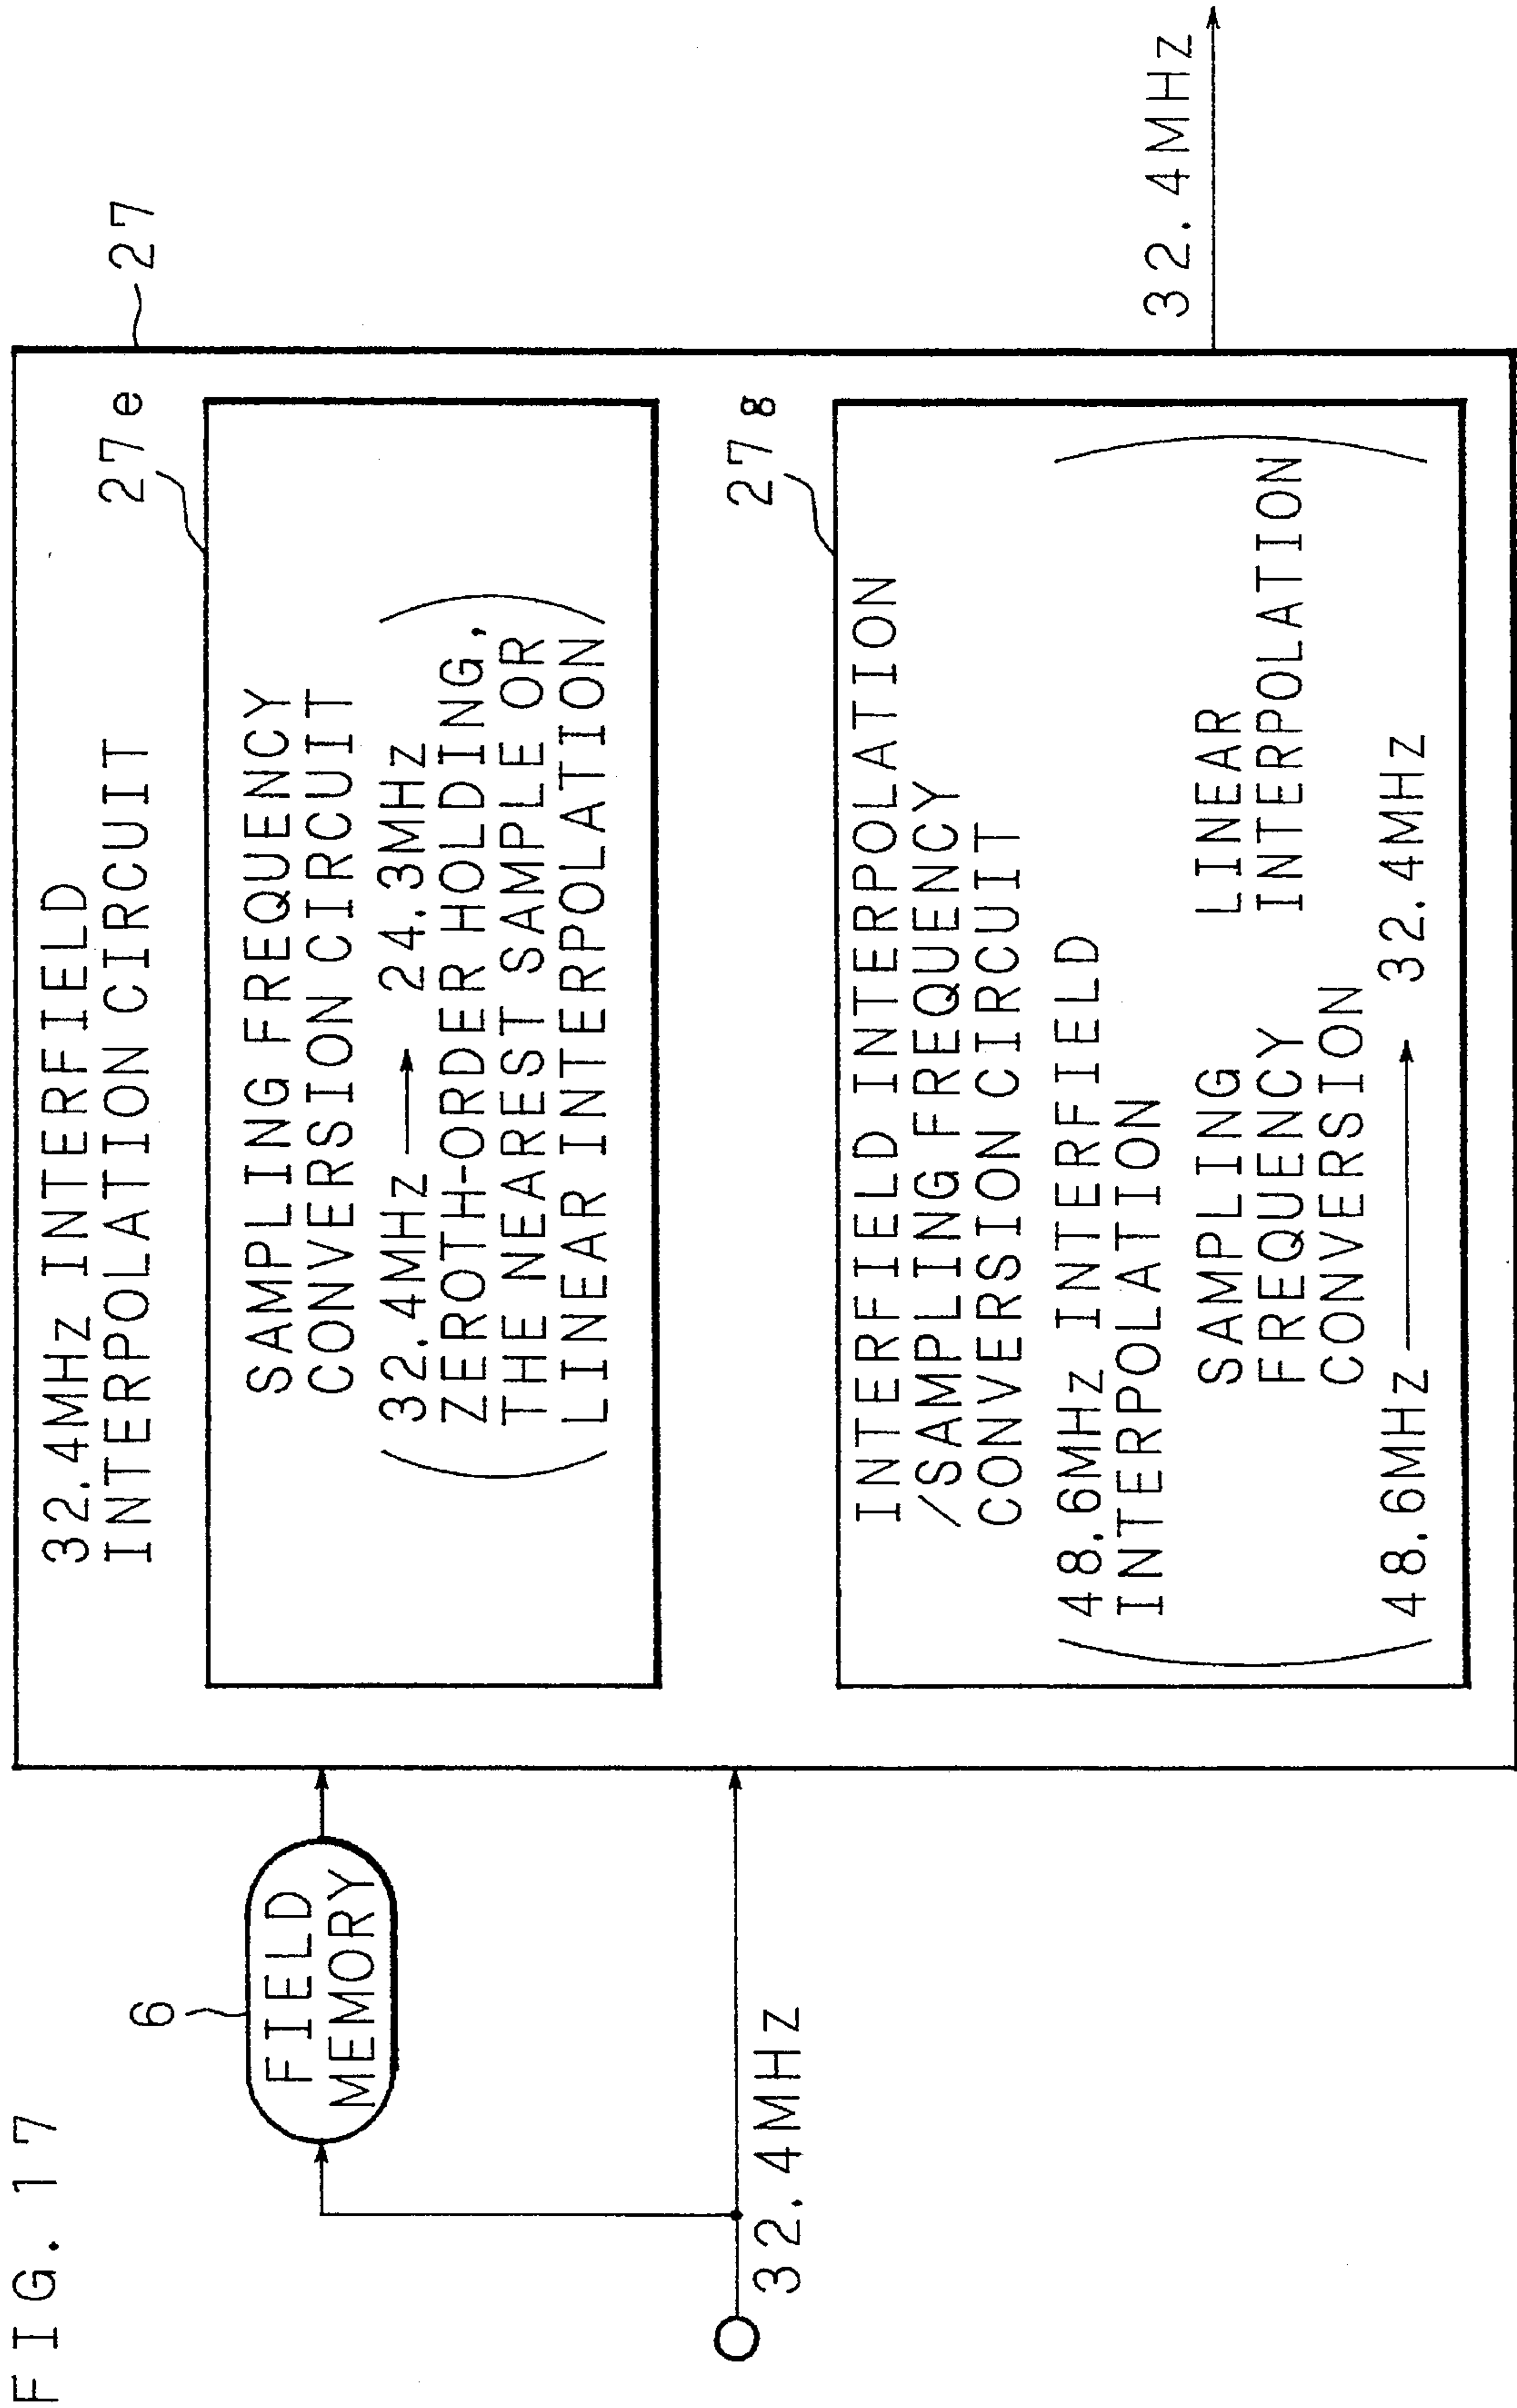 FIG. 17
6
FIELD
MEMORY
32.4MHz
27
32.4MHz INTERFIELD
INTERPOLATION CIRCUIT
27e
SAMPLING FREQUENCY
CONVERSION CIRCUIT
(32.4MHz → 24.3MHz
ZEROTH-ORDER HOLDING,
THE NEAREST SAMPLE OR
LINEAR INTERPOLATION)
27g
INTERFIELD INTERPOLATION
/SAMPLING FREQUENCY
CONVERSION CIRCUIT
(48.6MHz INTERFIELD
INTERPOLATION
SAMPLING
FREQUENCY
CONVERSION
LINEAR
INTERPOLATION
48.6MHz → 32.4MHz)
32.4MHz